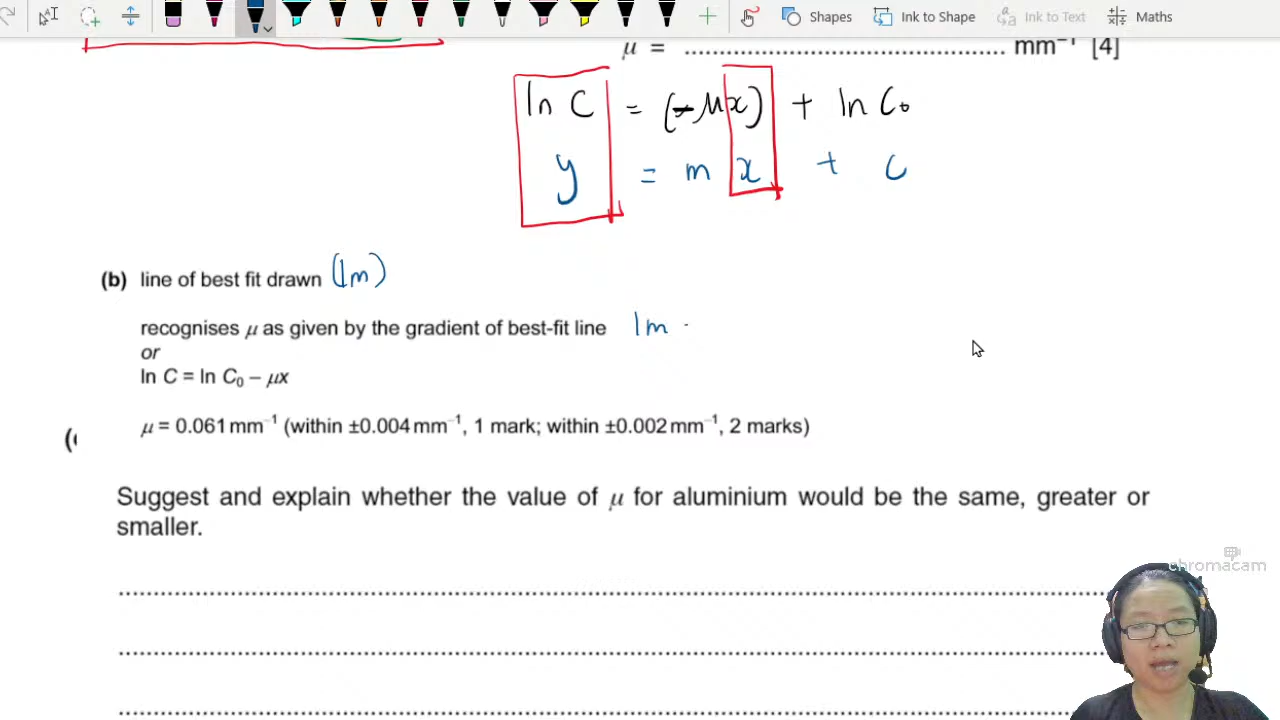 Shapes Ink to Shape Ink to Text Maths
μ = ........................................... mm⁻¹ [4]
ln C = (-μx) + ln C₀
y = m x + c
(b) line of best fit drawn (1m)
recognises μ as given by the gradient of best-fit line 1m -
or
ln C = ln C₀ – μx
μ = 0.061 mm⁻¹ (within ±0.004 mm⁻¹, 1 mark; within ±0.002 mm⁻¹, 2 marks)
Suggest and explain whether the value of μ for aluminium would be the same, greater or
smaller.
chromacam